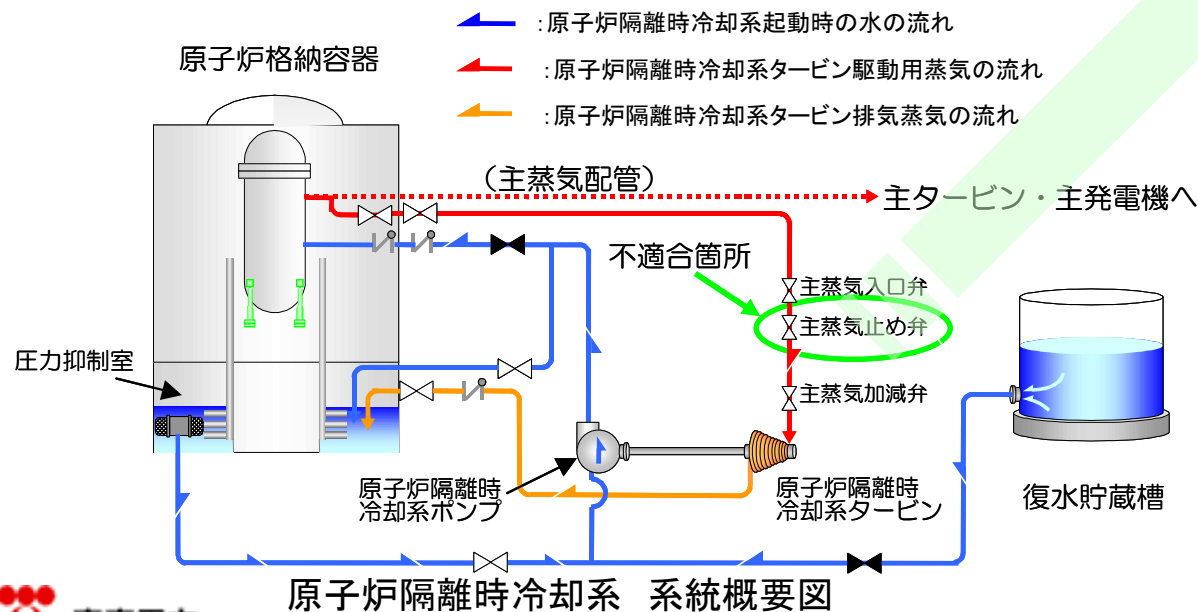 ：原子炉隔離時冷却系起動時の水の流れ
：原子炉隔離時冷却系タービン駆動用蒸気の流れ
：原子炉隔離時冷却系タービン排気蒸気の流れ
原子炉格納容器
（主蒸気配管）
主タービン・主発電機へ
不適合箇所
主蒸気入口弁
主蒸気止め弁
圧力抑制室
主蒸気加減弁
原子炉隔離時
冷却系ポンプ
原子炉隔離時
冷却系タービン
復水貯蔵槽
原子炉隔離時冷却系　系統概要図